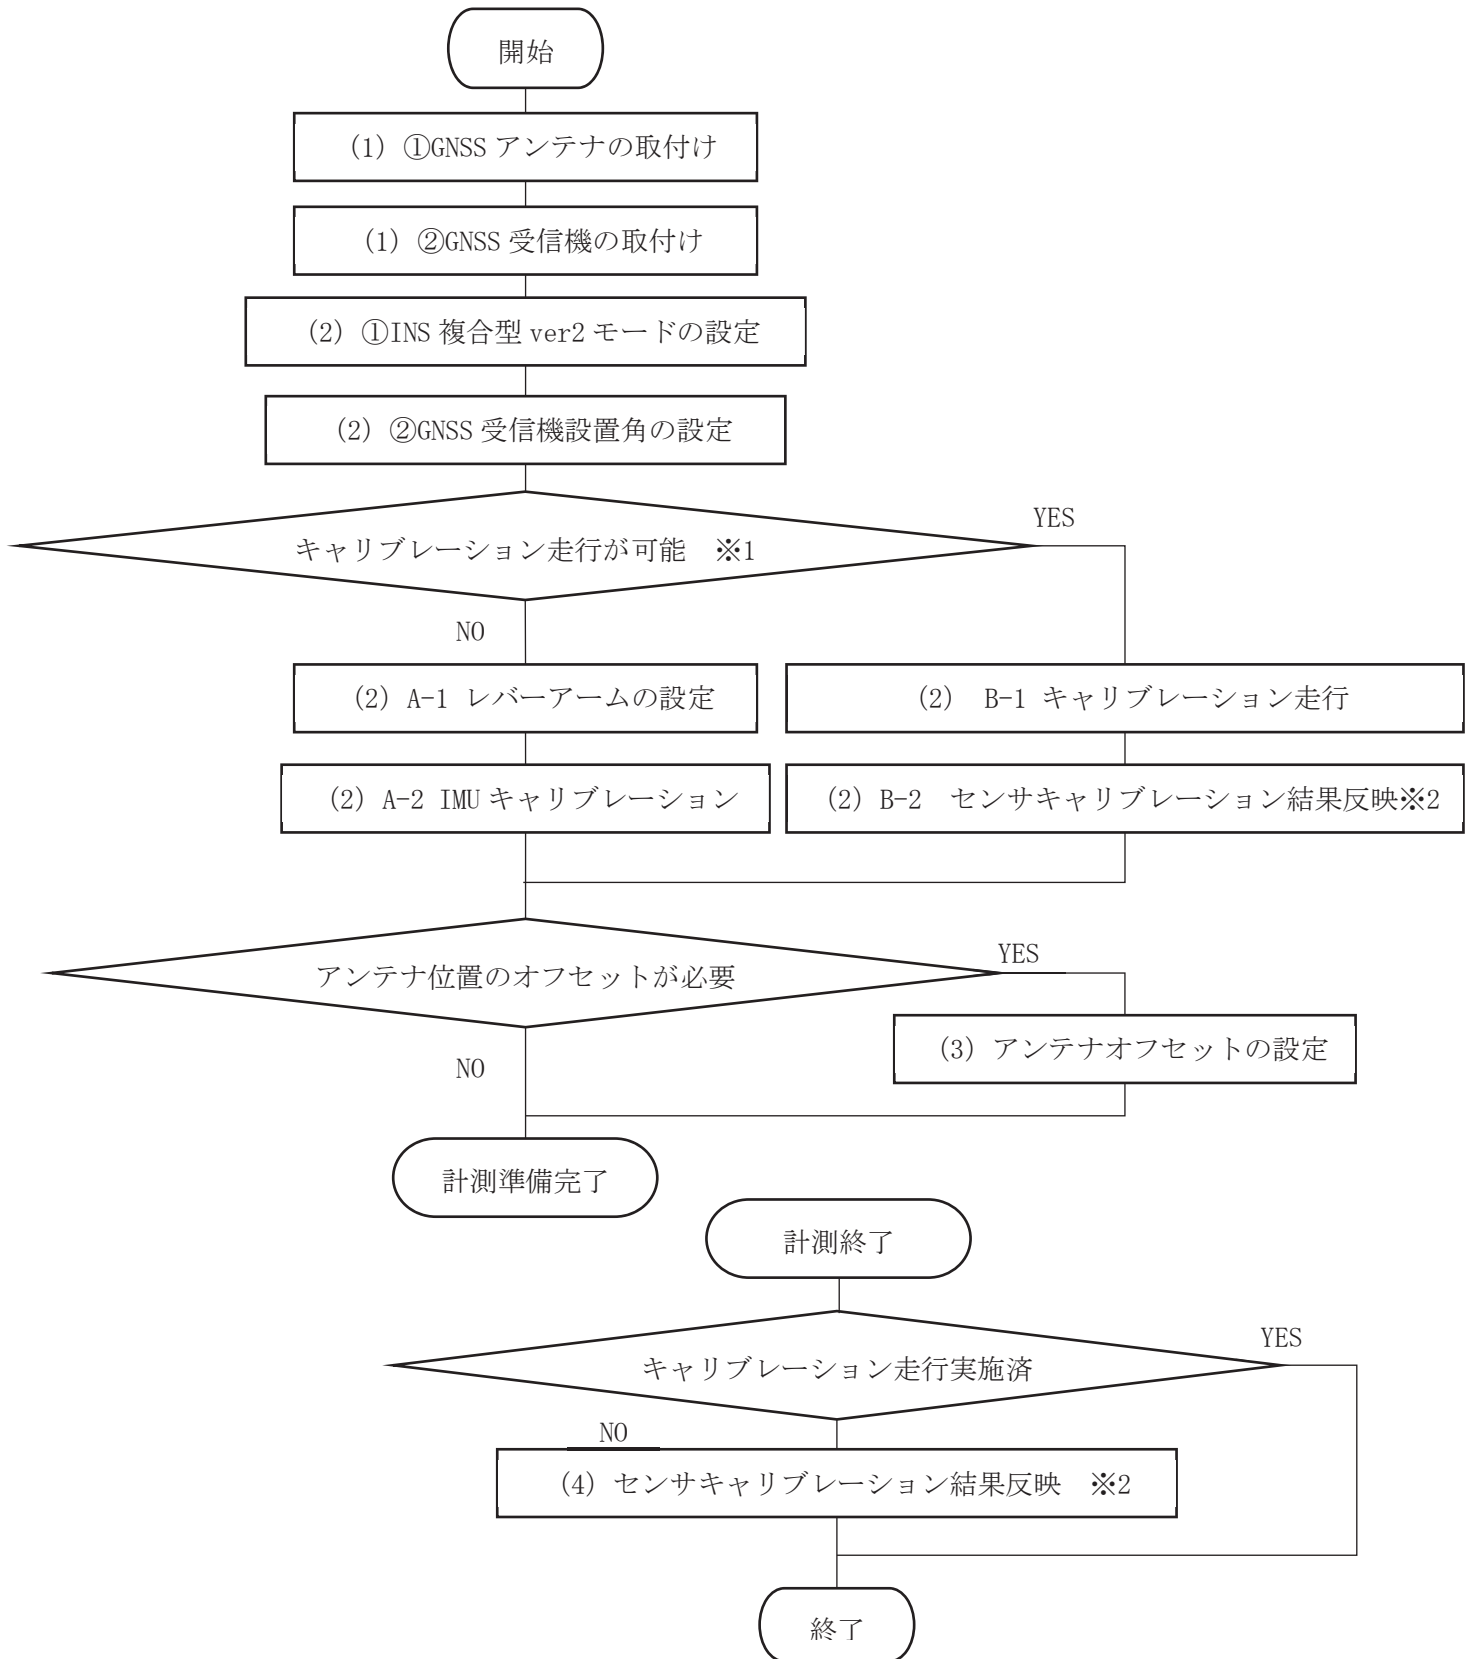 開始
(1) ①GNSS アンテナの取付け
(1) ②GNSS 受信機の取付け
(2) ①INS 複合型 ver2 モードの設定
(2) ②GNSS 受信機設置角の設定
キャリブレーション走行が可能　※1
YES
NO
(2) A-1 レバーアームの設定
(2)　B-1 キャリブレーション走行
(2) A-2 IMU キャリブレーション
(2) B-2　センサキャリブレーション結果反映※2
アンテナ位置のオフセットが必要
YES
(3) アンテナオフセットの設定
NO
計測準備完了
計測終了
キャリブレーション走行実施済
YES
NO
(4) センサキャリブレーション結果反映　※2
終了